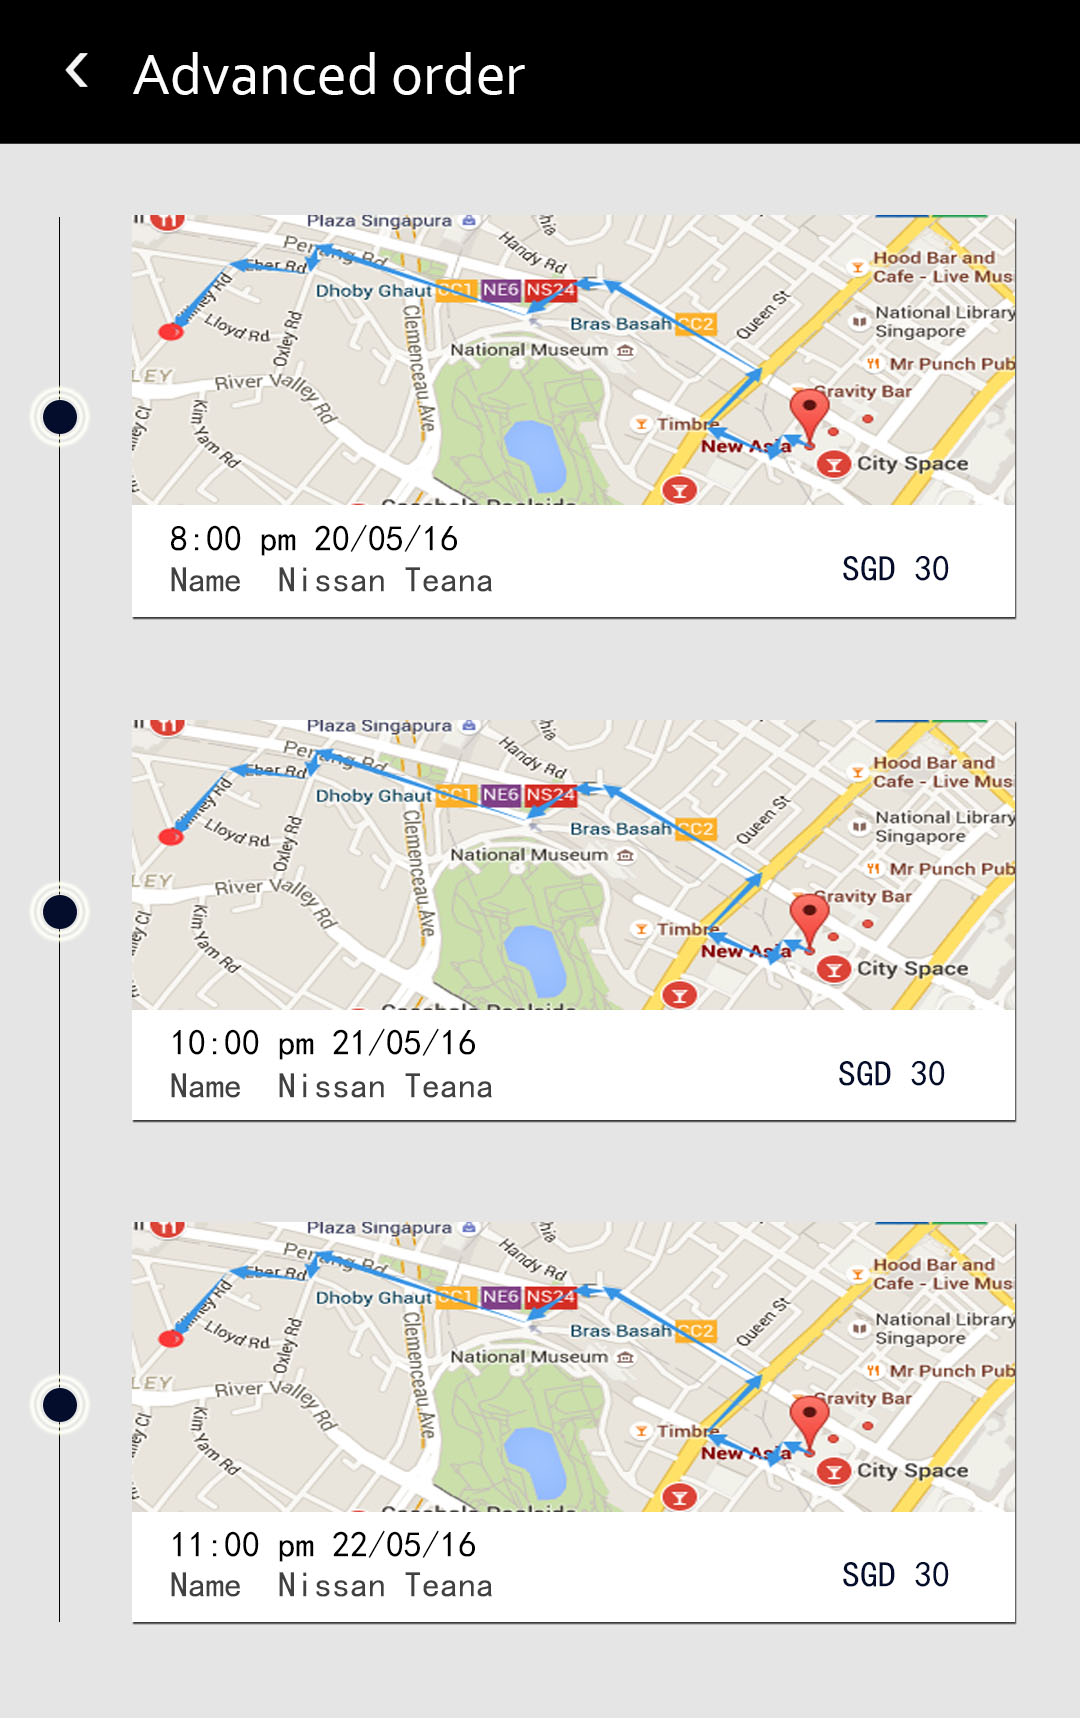 Advanced order
Plaza Singapura
Handy Rd
Penang Rd
Eber Rd
Hood Bar and
Cafe - Live Mus
Dhoby Ghaut CC1 NE6 NS24
Queen St
National Library
Singapore
Lloyd Rd
Oxley Rd
Clemenceau Ave
Bras Basah CC2
National Museum
Mr Punch Pub
LEY
River Valley Rd
Gravity Bar
Kim Yam Rd
Timbre
New Asia
City Space
8:00 pm 20/05/16
Name Nissan Teana
SGD 30
Plaza Singapura
Handy Rd
Penang Rd
Eber Rd
Hood Bar and
Cafe - Live Mus
Dhoby Ghaut CC1 NE6 NS24
Queen St
National Library
Singapore
Lloyd Rd
Oxley Rd
Clemenceau Ave
Bras Basah CC2
National Museum
Mr Punch Pub
LEY
River Valley Rd
Gravity Bar
Kim Yam Rd
Timbre
New Asia
City Space
10:00 pm 21/05/16
Name Nissan Teana
SGD 30
Plaza Singapura
Handy Rd
Penang Rd
Eber Rd
Hood Bar and
Cafe - Live Mus
Dhoby Ghaut CC1 NE6 NS24
Queen St
National Library
Singapore
Lloyd Rd
Oxley Rd
Clemenceau Ave
Bras Basah CC2
National Museum
Mr Punch Pub
LEY
River Valley Rd
Gravity Bar
Kim Yam Rd
Timbre
New Asia
City Space
11:00 pm 22/05/16
Name Nissan Teana
SGD 30